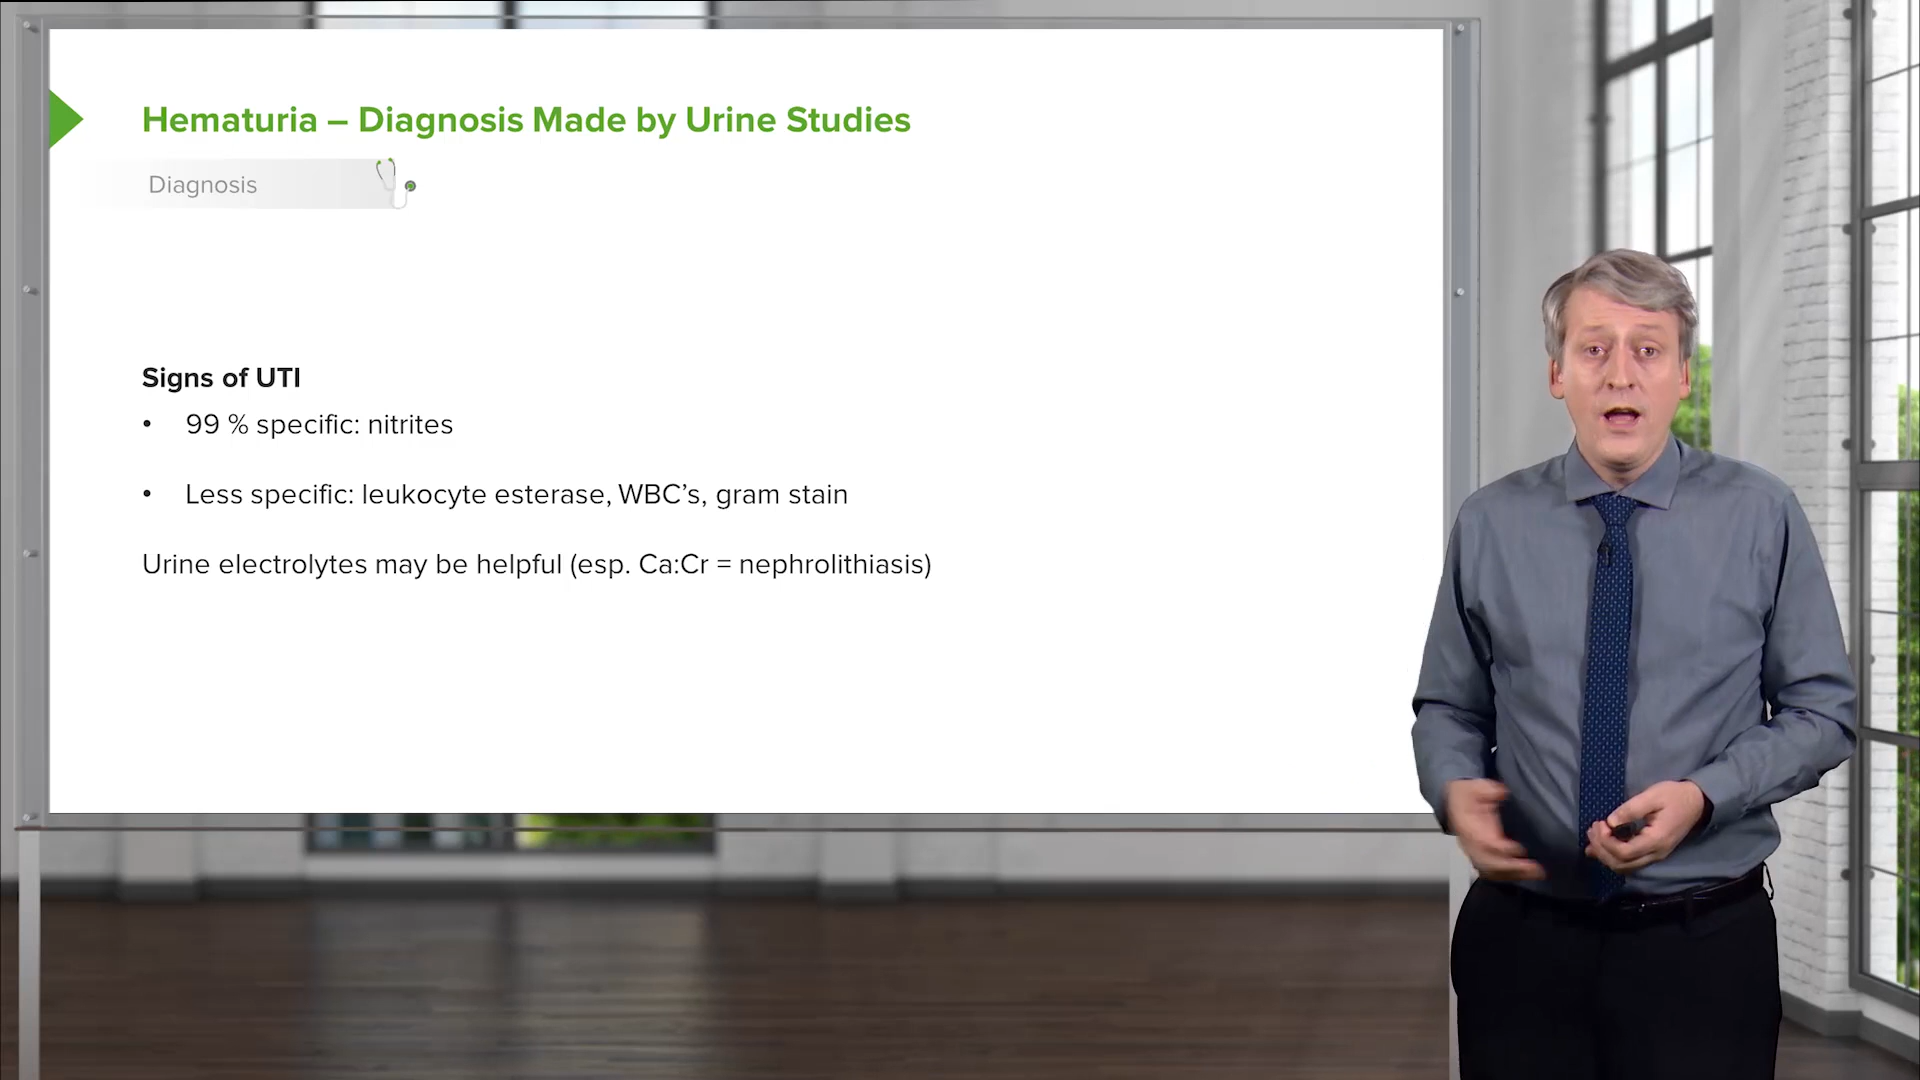 Hematuria – Diagnosis Made by Urine Studies
Diagnosis
Signs of UTI
• 99 % specific: nitrites
• Less specific: leukocyte esterase, WBC’s, gram stain
Urine electrolytes may be helpful (esp. Ca:Cr = nephrolithiasis)